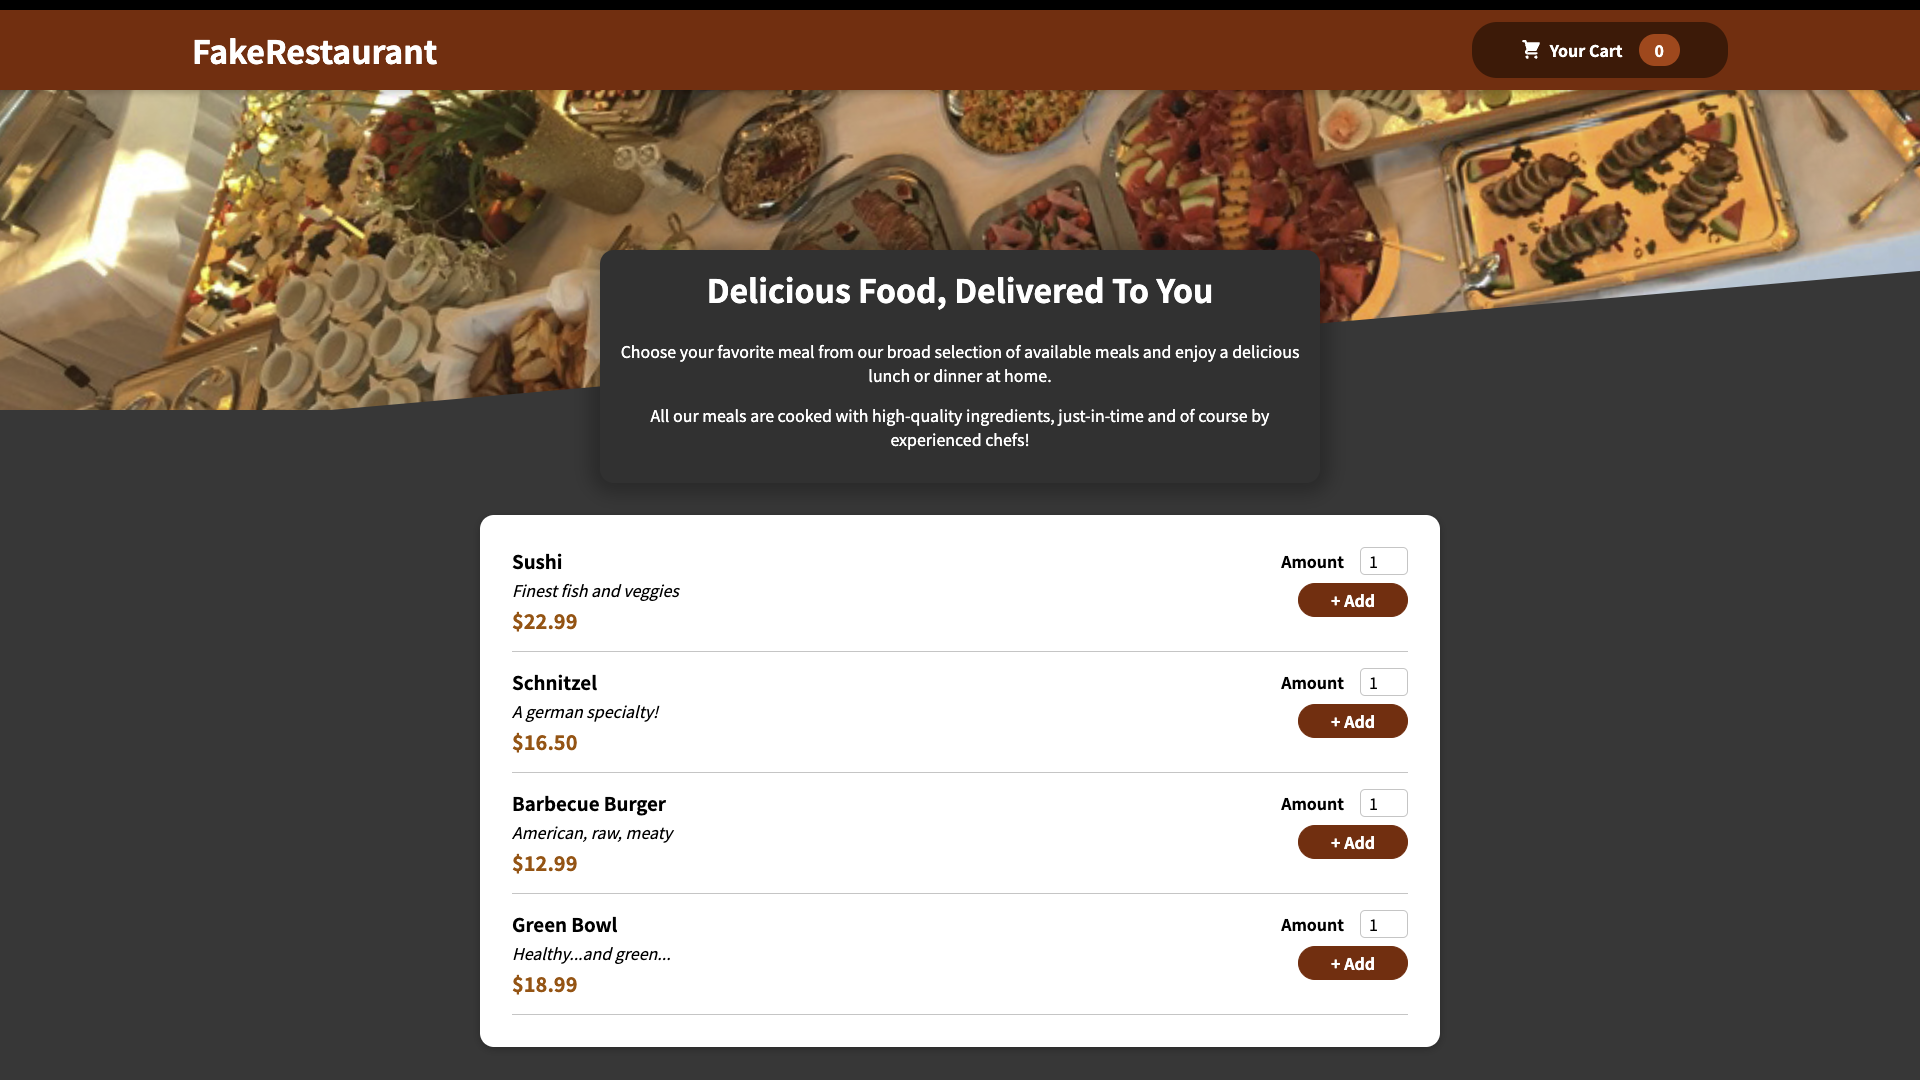 FakeRestaurant
Your Cart 0
Delicious Food, Delivered To You
Choose your favorite meal from our broad selection of available meals and enjoy a delicious
lunch or dinner at home.
All our meals are cooked with high-quality ingredients, just-in-time and of course by
experienced chefs!
Sushi
Finest fish and veggies
$22.99
Amount 1
+ Add
Schnitzel
A german specialty!
$16.50
Amount 1
+ Add
Barbecue Burger
American, raw, meaty
$12.99
Amount 1
+ Add
Green Bowl
Healthy...and green...
$18.99
Amount 1
+ Add